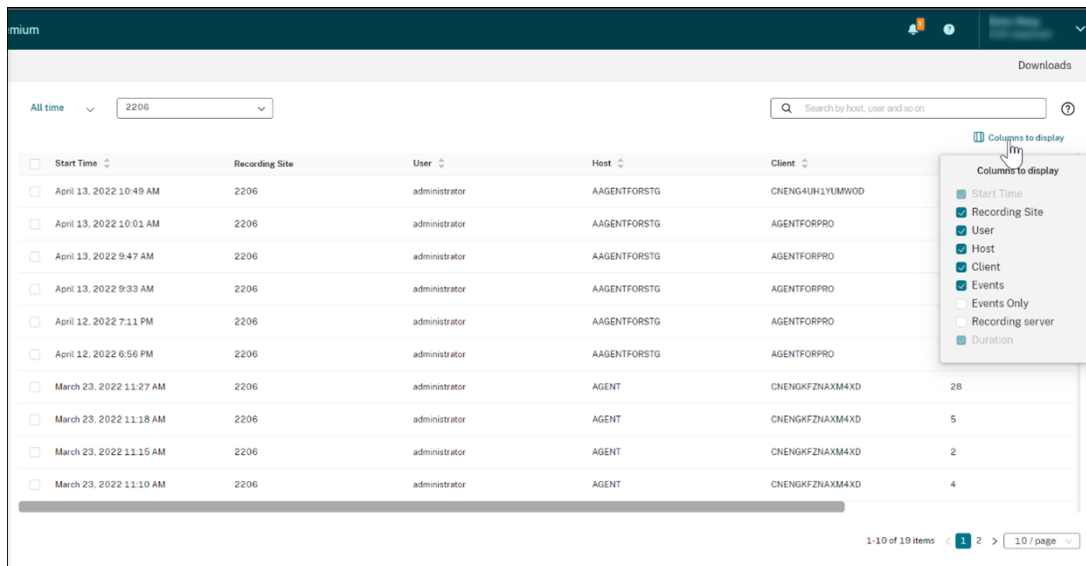 emium
Downloads
All time 2206 Search by host, user and so on
Columns to display
Start Time Recording Site User Host Client
April 13, 2022 10:49 AM 2206 administrator AAGENTFORSTG CNENG4UH1YUMWOD
April 13, 2022 10:01 AM 2206 administrator AAGENTFORSTG AGENTFORPRO
April 13, 2022 9:47 AM 2206 administrator AAGENTFORSTG AGENTFORPRO
April 13, 2022 9:33 AM 2206 administrator AAGENTFORSTG AGENTFORPRO
April 12, 2022 7:11 PM 2206 administrator AAGENTFORSTG AGENTFORPRO
April 12, 2022 6:56 PM 2206 administrator AAGENTFORSTG AGENTFORPRO
March 23, 2022 11:27 AM 2206 administrator AGENT CNENGKFZNAXM4XD 28
March 23, 2022 11:18 AM 2206 administrator AGENT CNENGKFZNAXM4XD 5
March 23, 2022 11:15 AM 2206 administrator AGENT CNENGKFZNAXM4XD 2
March 23, 2022 11:10 AM 2206 administrator AGENT CNENGKFZNAXM4XD 4
Columns to display
Start Time
Recording Site
User
Host
Client
Events
Events Only
Recording server
Duration
1-10 of 19 items < 1 2 > 10 / page